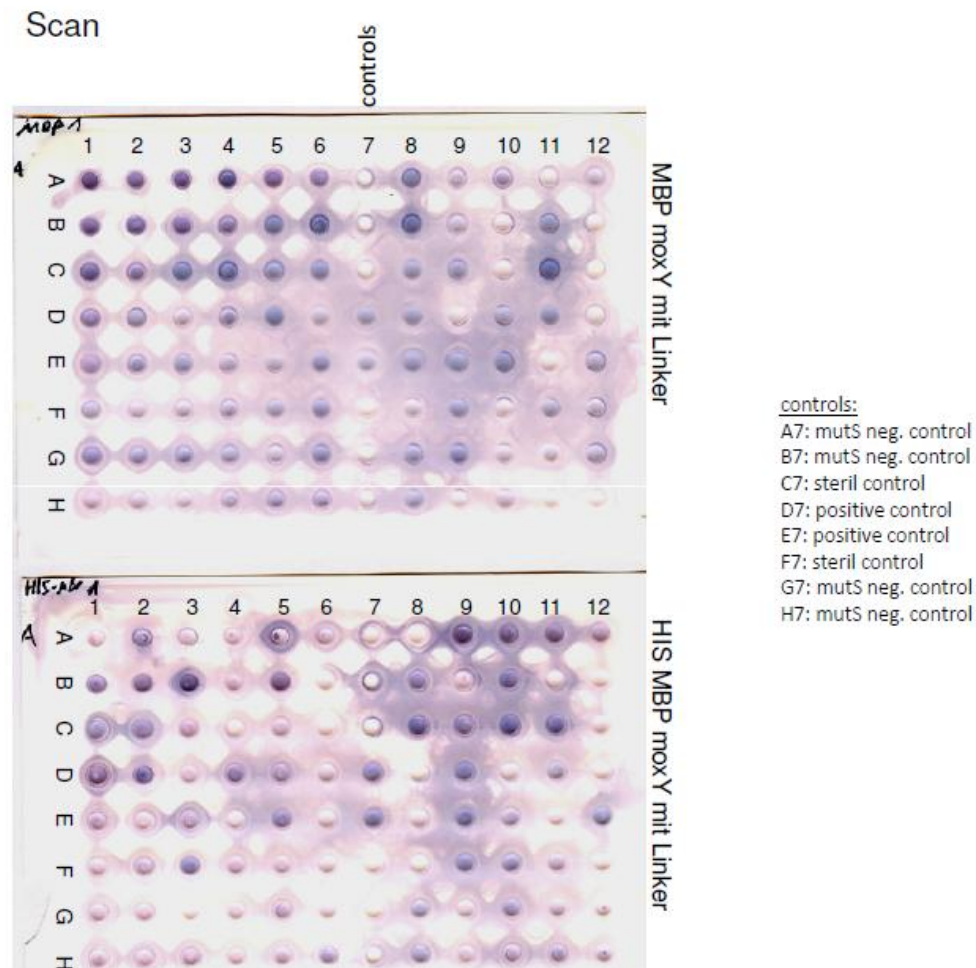 Scan
controls
MBP 1
1 2 3 4 5 6 7 8 9 10 11 12
A
B
C
D
E
F
G
H
MBP moxY mit Linker
1
1 2 3 4 5 6 7 8 9 10 11 12
A A
B
C
D
E
F
G
H
HIS MBP moxY mit Linker
controls:
A7: mutS neg. control
B7: mutS neg. control
C7: steril control
D7: positive control
E7: positive control
F7: steril control
G7: mutS neg. control
H7: mutS neg. control